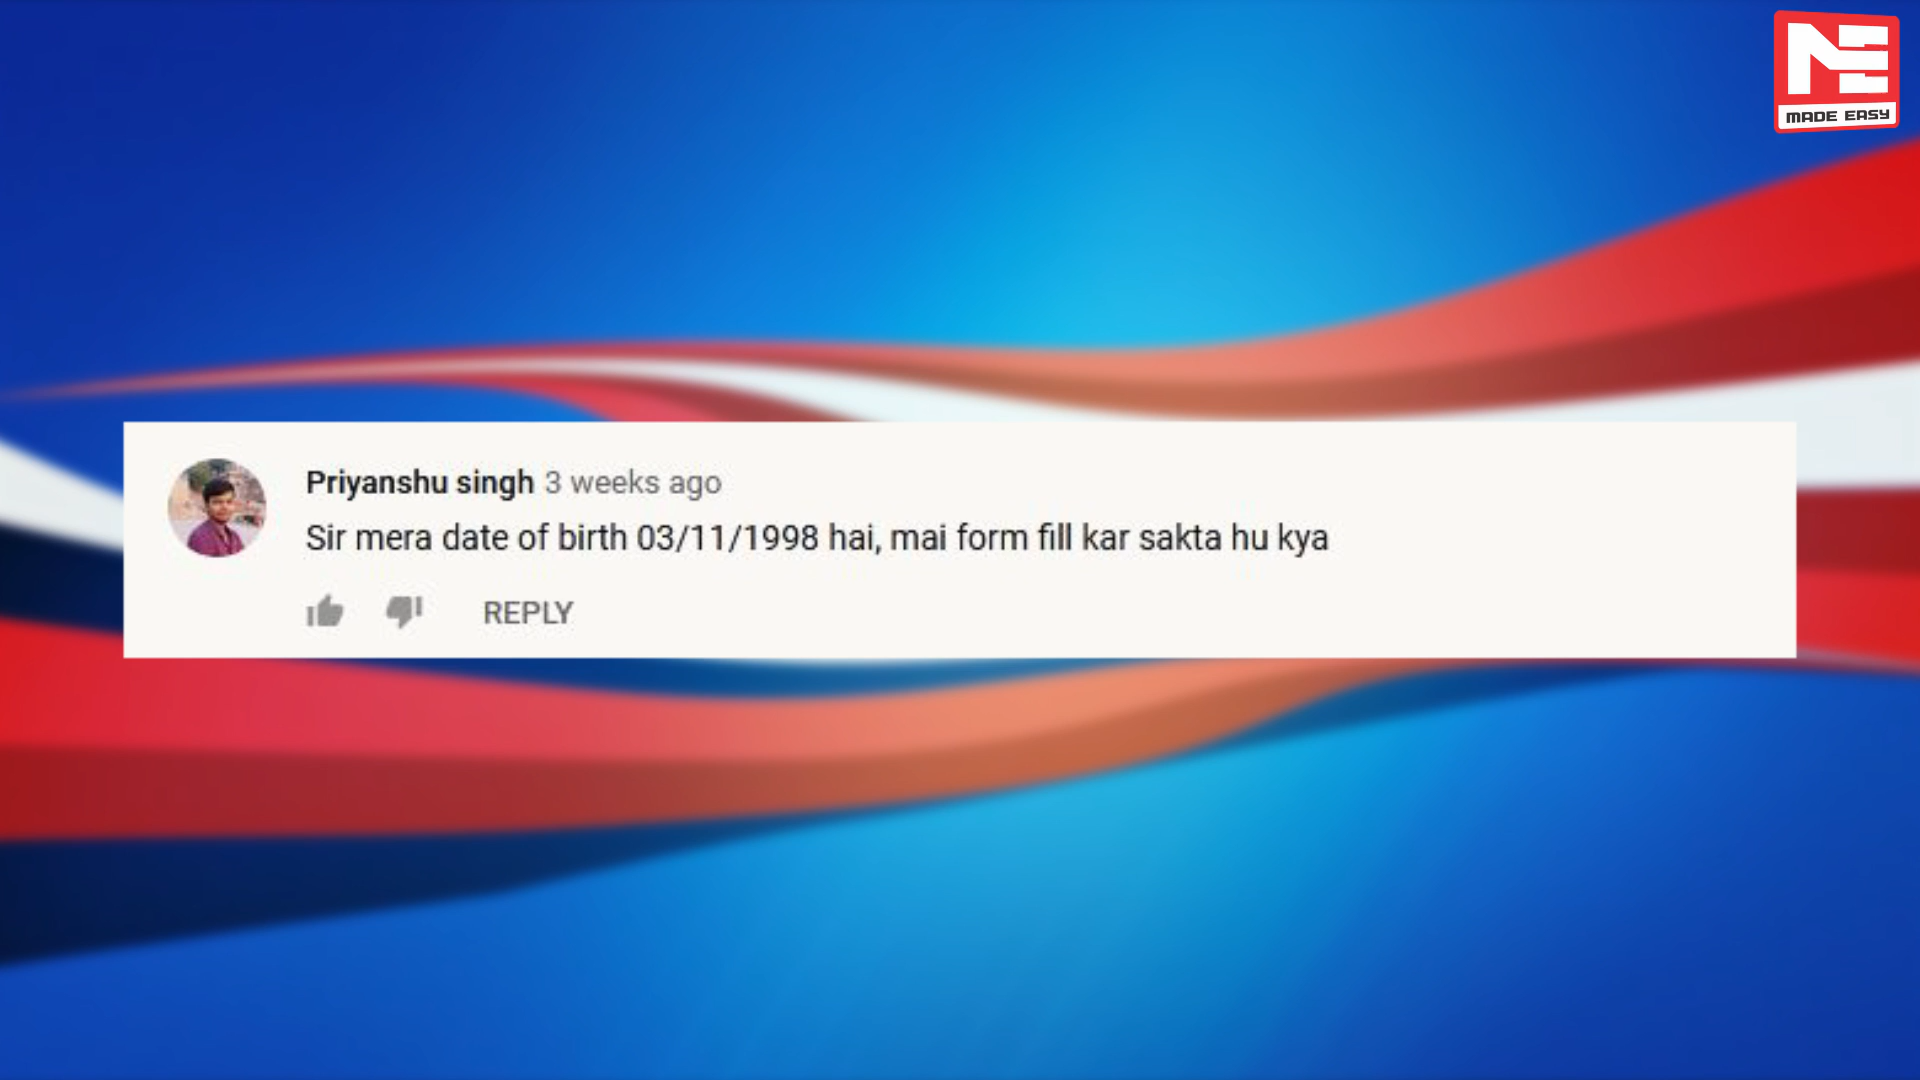 MADE EASY
Priyanshu singh 3 weeks ago
Sir mera date of birth 03/11/1998 hai, mai form fill kar sakta hu kya
REPLY